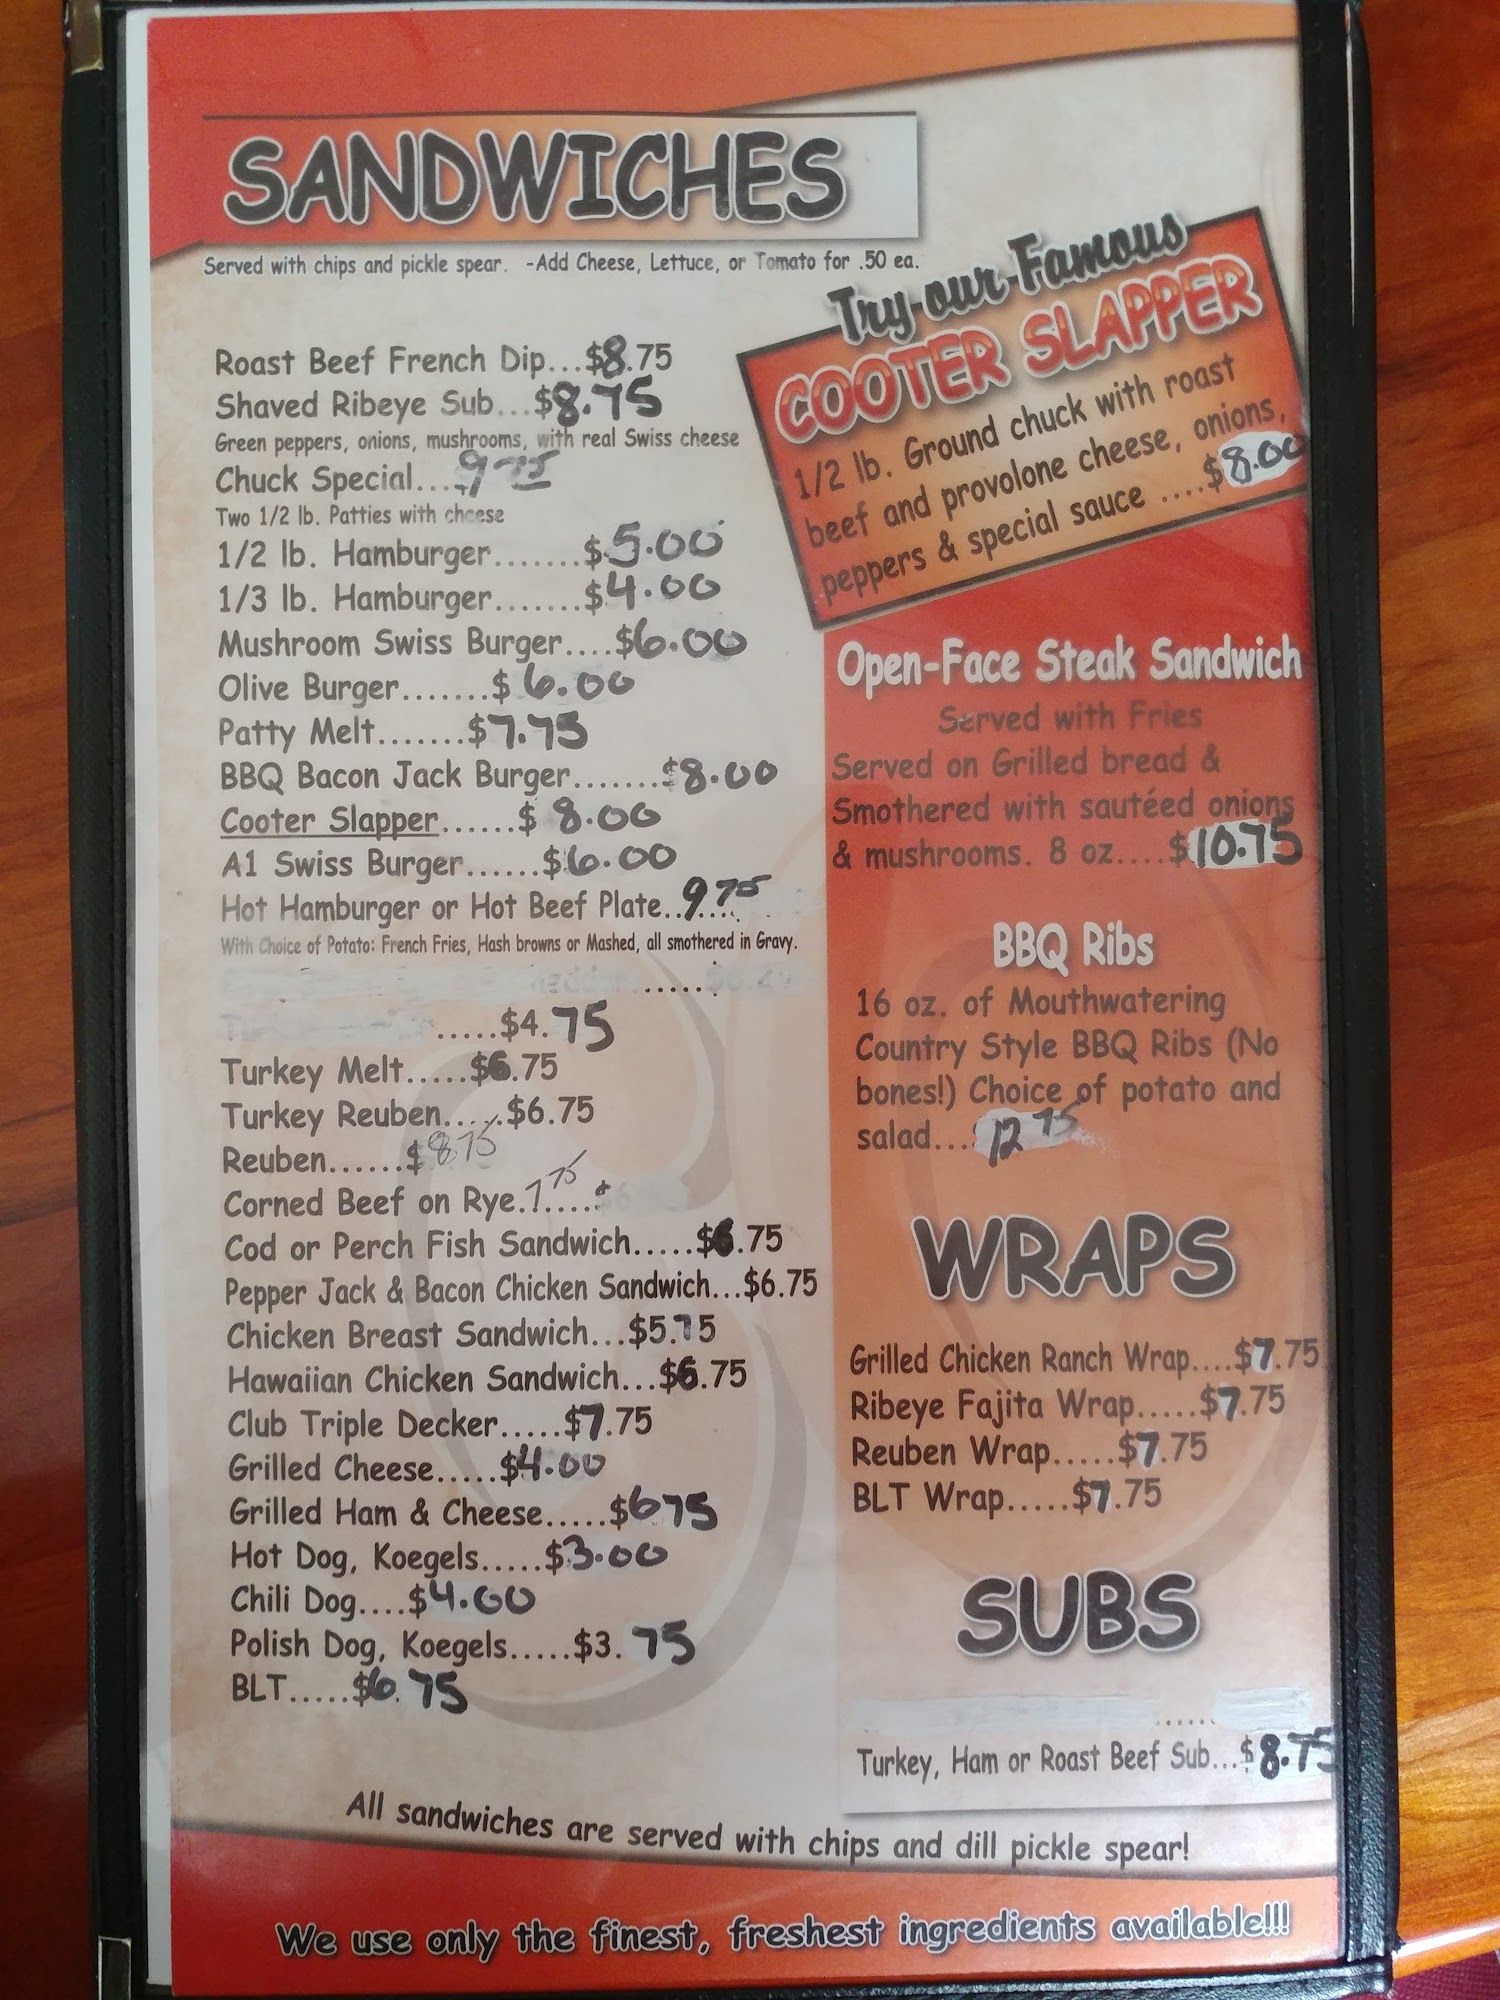 SANDWICHES
Served with chips and pickle spear. -Add Cheese, Lettuce, or Tomato for .50 ea.
Roast Beef French Dip...$8.75
Shaved Ribeye Sub...$8.75
Green peppers, onions, mushrooms, with real Swiss cheese
Chuck Special....9 75
Two 1/2 lb. Patties with cheese
1/2 lb. Hamburger.......$5.00
1/3 lb. Hamburger.......$4.00
Mushroom Swiss Burger....$6.00
Olive Burger.......$6.00
Patty Melt.......$7.75
BBQ Bacon Jack Burger.......$8.00
Cooter Slapper......$ 8.00
A1 Swiss Burger......$6.00
Hot Hamburger or Hot Beef Plate..9 75
With Choice of Potato: French Fries, Hash browns or Mashed, all smothered in Gravy.
.....$4.75
Turkey Melt.....$6.75
Turkey Reuben.....$6.75
Reuben......$8 75
Corned Beef on Rye.7 75
Cod or Perch Fish Sandwich.....$6.75
Pepper Jack & Bacon Chicken Sandwich...$6.75
Chicken Breast Sandwich...$5.75
Hawaiian Chicken Sandwich...$6.75
Club Triple Decker.....$7.75
Grilled Cheese.....$4.00
Grilled Ham & Cheese.....$6 75
Hot Dog, Koegels.....$3.00
Chili Dog....$4.00
Polish Dog, Koegels.....$3.75
BLT.....$6.75
Try our Famous
COOTER SLAPPER
1/2 lb. Ground chuck with roast
beef and provolone cheese, onions,
peppers & special sauce ....$8.00
Open-Face Steak Sandwich
Served with Fries
Served on Grilled bread &
Smothered with sautéed onions
& mushrooms. 8 oz....$10.75
BBQ Ribs
16 oz. of Mouthwatering
Country Style BBQ Ribs (No
bones!) Choice of potato and
salad....12 75
WRAPS
Grilled Chicken Ranch Wrap....$7.75
Ribeye Fajita Wrap.....$7.75
Reuben Wrap.....$7.75
BLT Wrap.....$7.75
SUBS
Turkey, Ham or Roast Beef Sub...$8.75
All sandwiches are served with chips and dill pickle spear!
We use only the finest, freshest ingredients available!!!